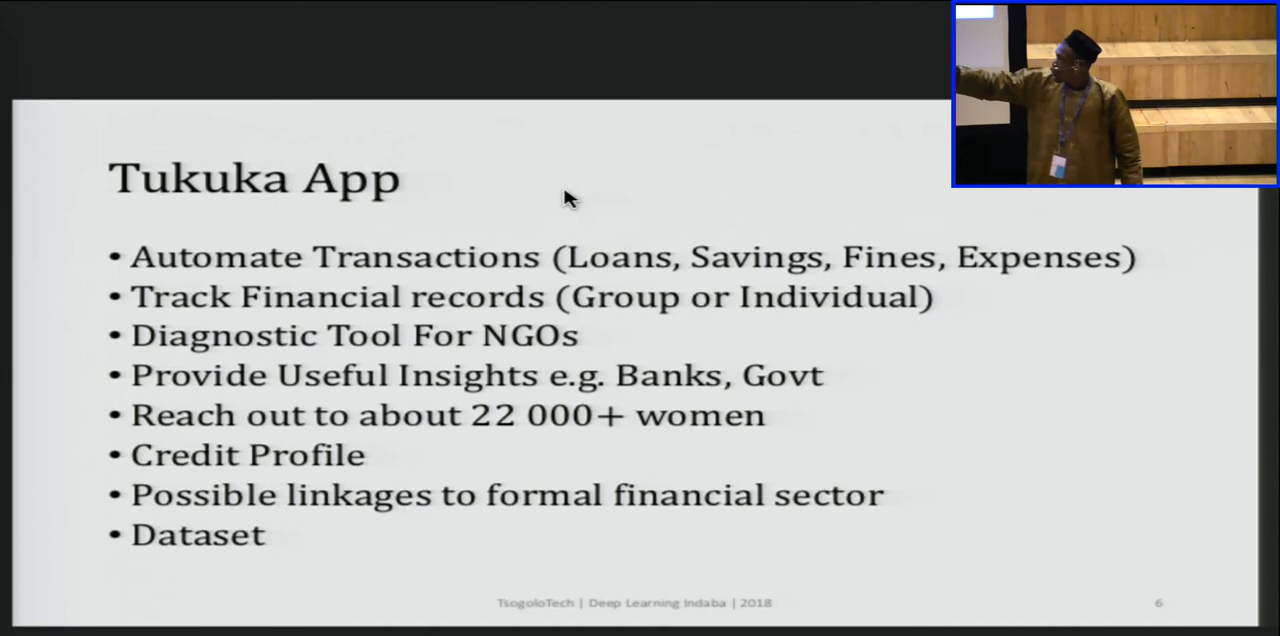 Tukuka App
• Automate Transactions (Loans, Savings, Fines, Expenses)
• Track Financial records (Group or Individual)
• Diagnostic Tool For NGOs
• Provide Useful Insights e.g. Banks, Govt
• Reach out to about 22 000+ women
• Credit Profile
• Possible linkages to formal financial sector
• Dataset
TsogoloTech | Deep Learning Indaba | 2018
6